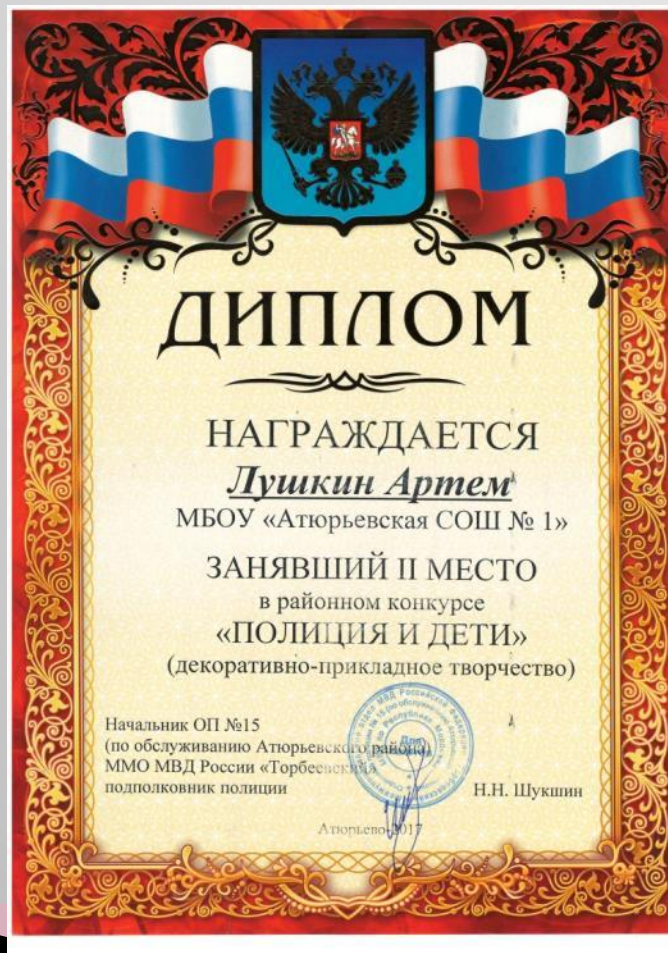 ДИПЛОМ
НАГРАЖДАЕТСЯ
Лушкин Артем
МБОУ «Атюрьевская СОШ № 1»
ЗАНЯВШИЙ II МЕСТО
в районном конкурсе
«ПОЛИЦИЯ И ДЕТИ»
(декоративно-прикладное творчество)
Начальник ОП №15
(по обслуживанию Атюрьевского района)
ММО МВД России «Торбеевский»
подполковник полиции
Н.Н. Шукшин
Атюрьево-2017